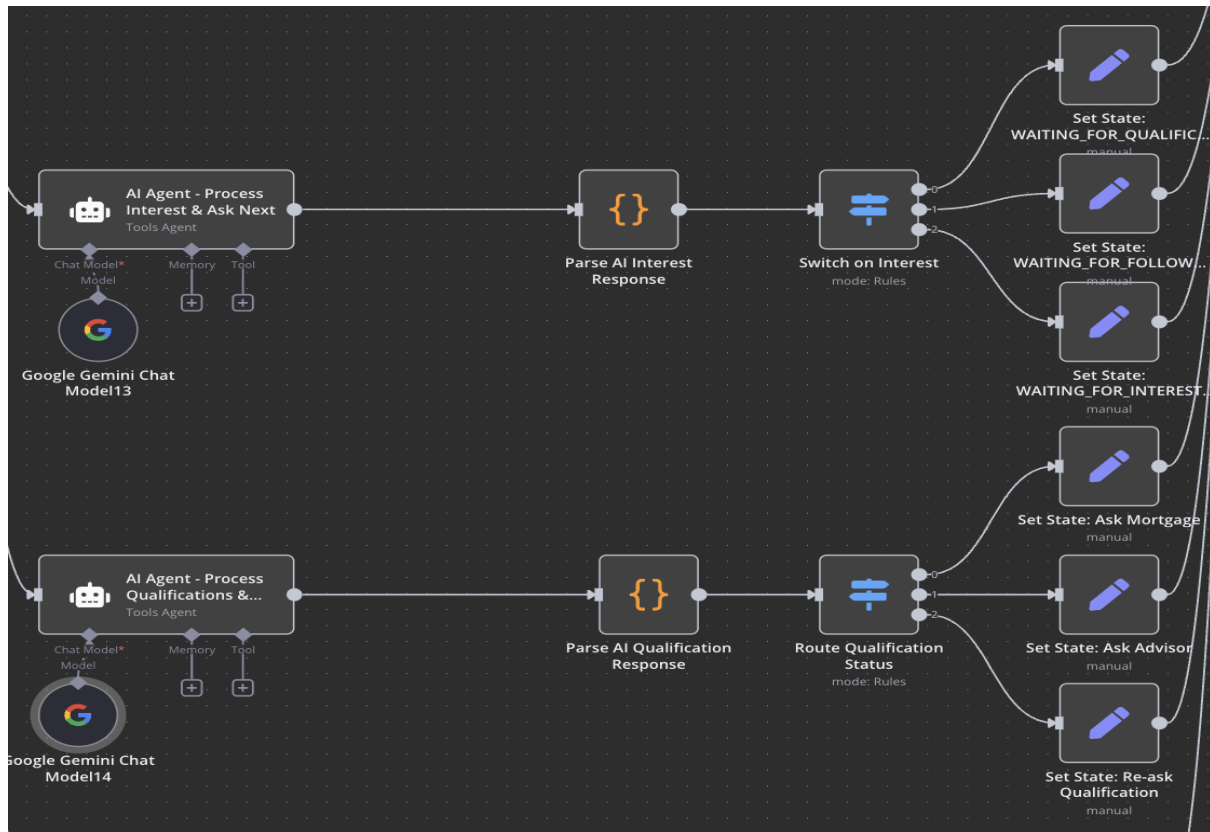 Set State:
WAITING_FOR_QUALIFIC...
manual
AI Agent - Process
Interest & Ask Next
Tools Agent
Chat Model*
Memory
Tool
Model
Google Gemini Chat
Model13
Parse AI Interest
Response
0
1
2
Switch on Interest
mode: Rules
Set State:
WAITING_FOR_FOLLOW...
manual
Set State:
WAITING_FOR_INTEREST...
manual
Set State: Ask Mortgage
manual
AI Agent - Process
Qualifications &...
Tools Agent
Chat Model*
Memory
Tool
Model
Google Gemini Chat
Model14
Parse AI Qualification
Response
0
1
2
Route Qualification
Status
mode: Rules
Set State: Ask Advisor
manual
Set State: Re-ask
Qualification
manual